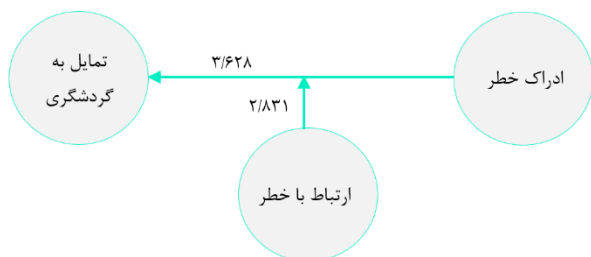 ادراک خطر
۳/۶۲۸
تمایل به
گردشگری
۲/۸۳۱
ارتباط با خطر